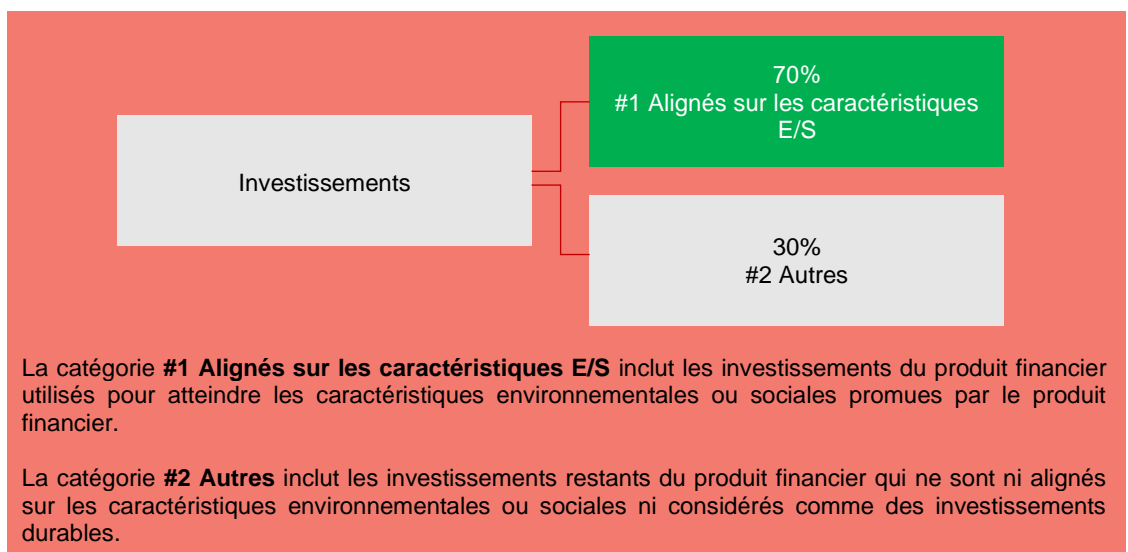 70%
#1 Alignés sur les caractéristiques
E/S
Investissements
30%
#2 Autres
La catégorie #1 Alignés sur les caractéristiques E/S inclut les investissements du produit financier
utilisés pour atteindre les caractéristiques environnementales ou sociales promues par le produit
financier.
La catégorie #2 Autres inclut les investissements restants du produit financier qui ne sont ni alignés
sur les caractéristiques environnementales ou sociales ni considérés comme des investissements
durables.